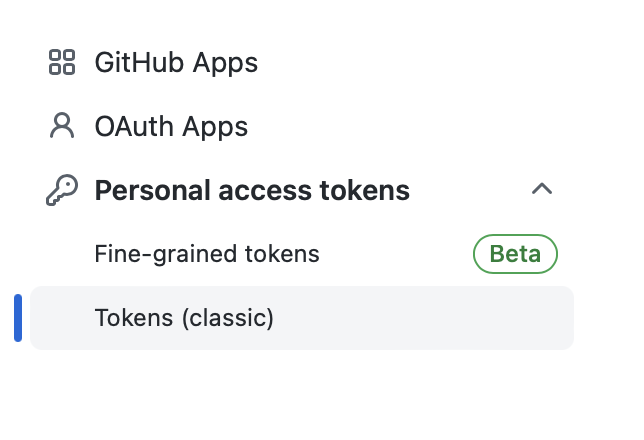 GitHub Apps
OAuth Apps
Personal access tokens
Fine-grained tokens Beta
Tokens (classic)